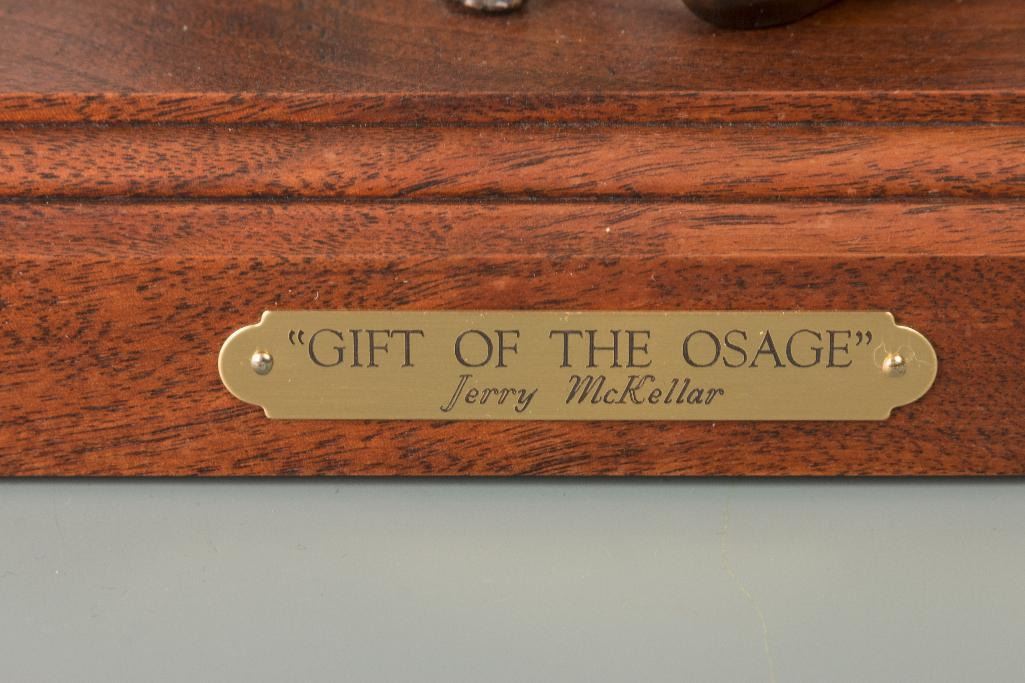 “GIFT OF THE OSAGE”
Jerry McKellar